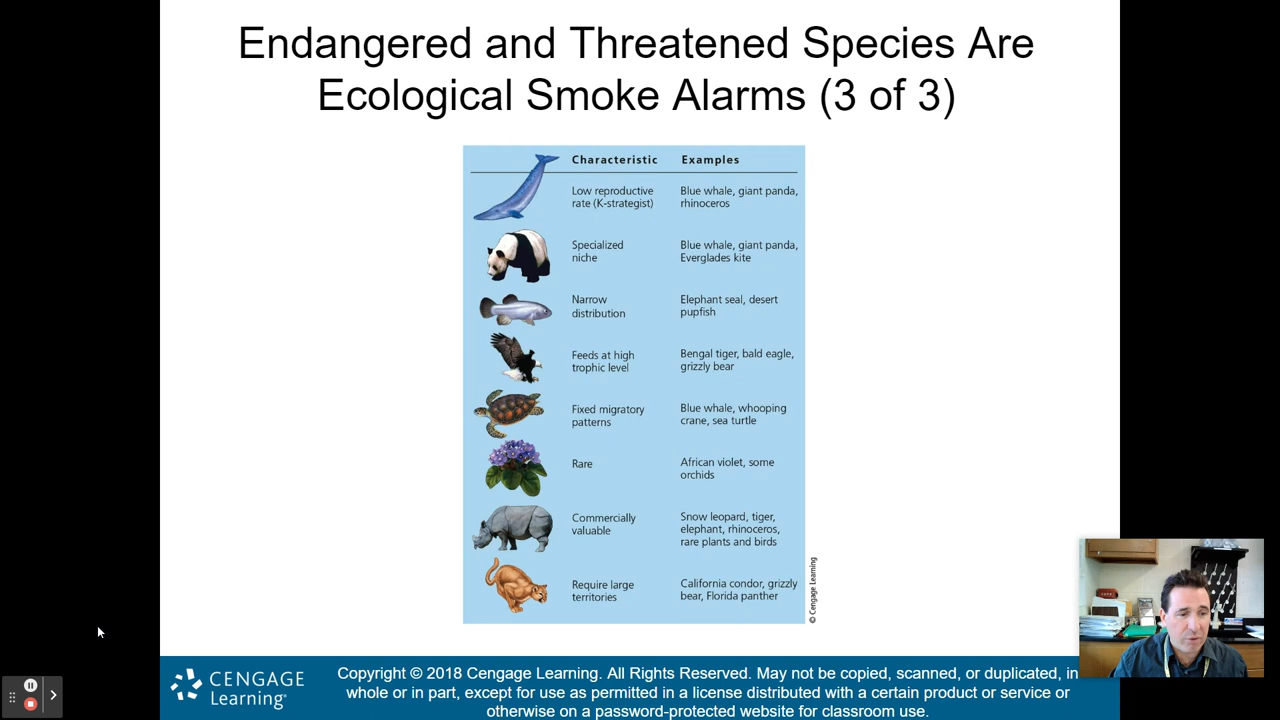 Endangered and Threatened Species Are
Ecological Smoke Alarms (3 of 3)
Characteristic Examples
Low reproductive Blue whale, giant panda,
rate (K-strategist) rhinoceros
Specialized Blue whale, giant panda,
niche Everglades kite
Narrow Elephant seal, desert
distribution pupfish
Feeds at high Bengal tiger, bald eagle,
trophic level grizzly bear
Fixed migratory Blue whale, whooping
patterns crane, sea turtle
Rare African violet, some
orchids
Commercially Snow leopard, tiger,
valuable elephant, rhinoceros,
rare plants and birds
Require large California condor, grizzly
territories bear, Florida panther
© Cengage Learning
CENGAGE
Learning®
Copyright © 2018 Cengage Learning. All Rights Reserved. May not be copied, scanned, or duplicated, in
whole or in part, except for use as permitted in a license distributed with a certain product or service or
otherwise on a password-protected website for classroom use.